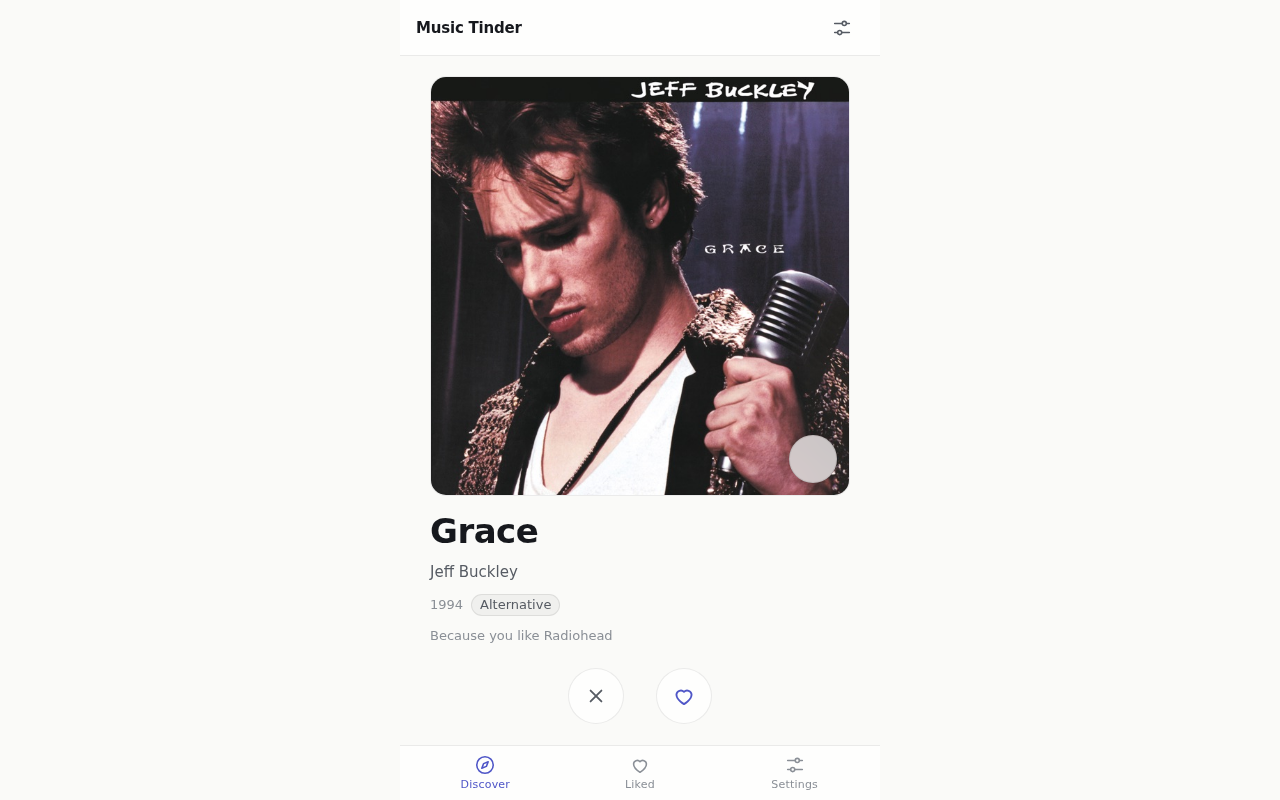 Music Tinder
JEFF BUCKLEY
GRACE
Grace
Jeff Buckley
1994 Alternative
Because you like Radiohead
Discover
Liked
Settings